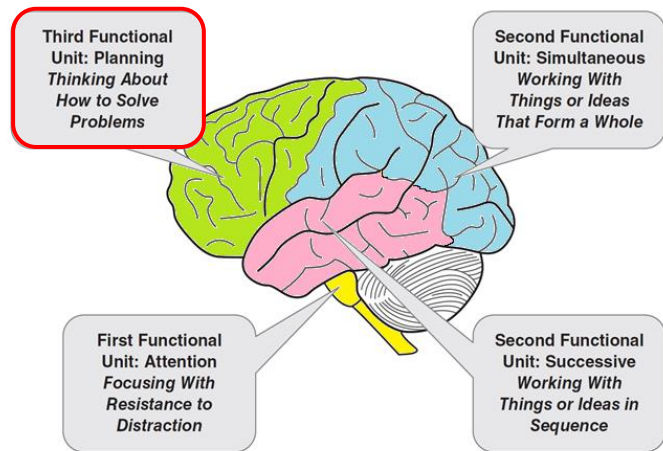 Third Functional
Unit: Planning
Thinking About
How to Solve
Problems
Second Functional
Unit: Simultaneous
Working With
Things or Ideas
That Form a Whole
First Functional
Unit: Attention
Focusing With
Resistance to
Distraction
Second Functional
Unit: Successive
Working With
Things or Ideas in
Sequence